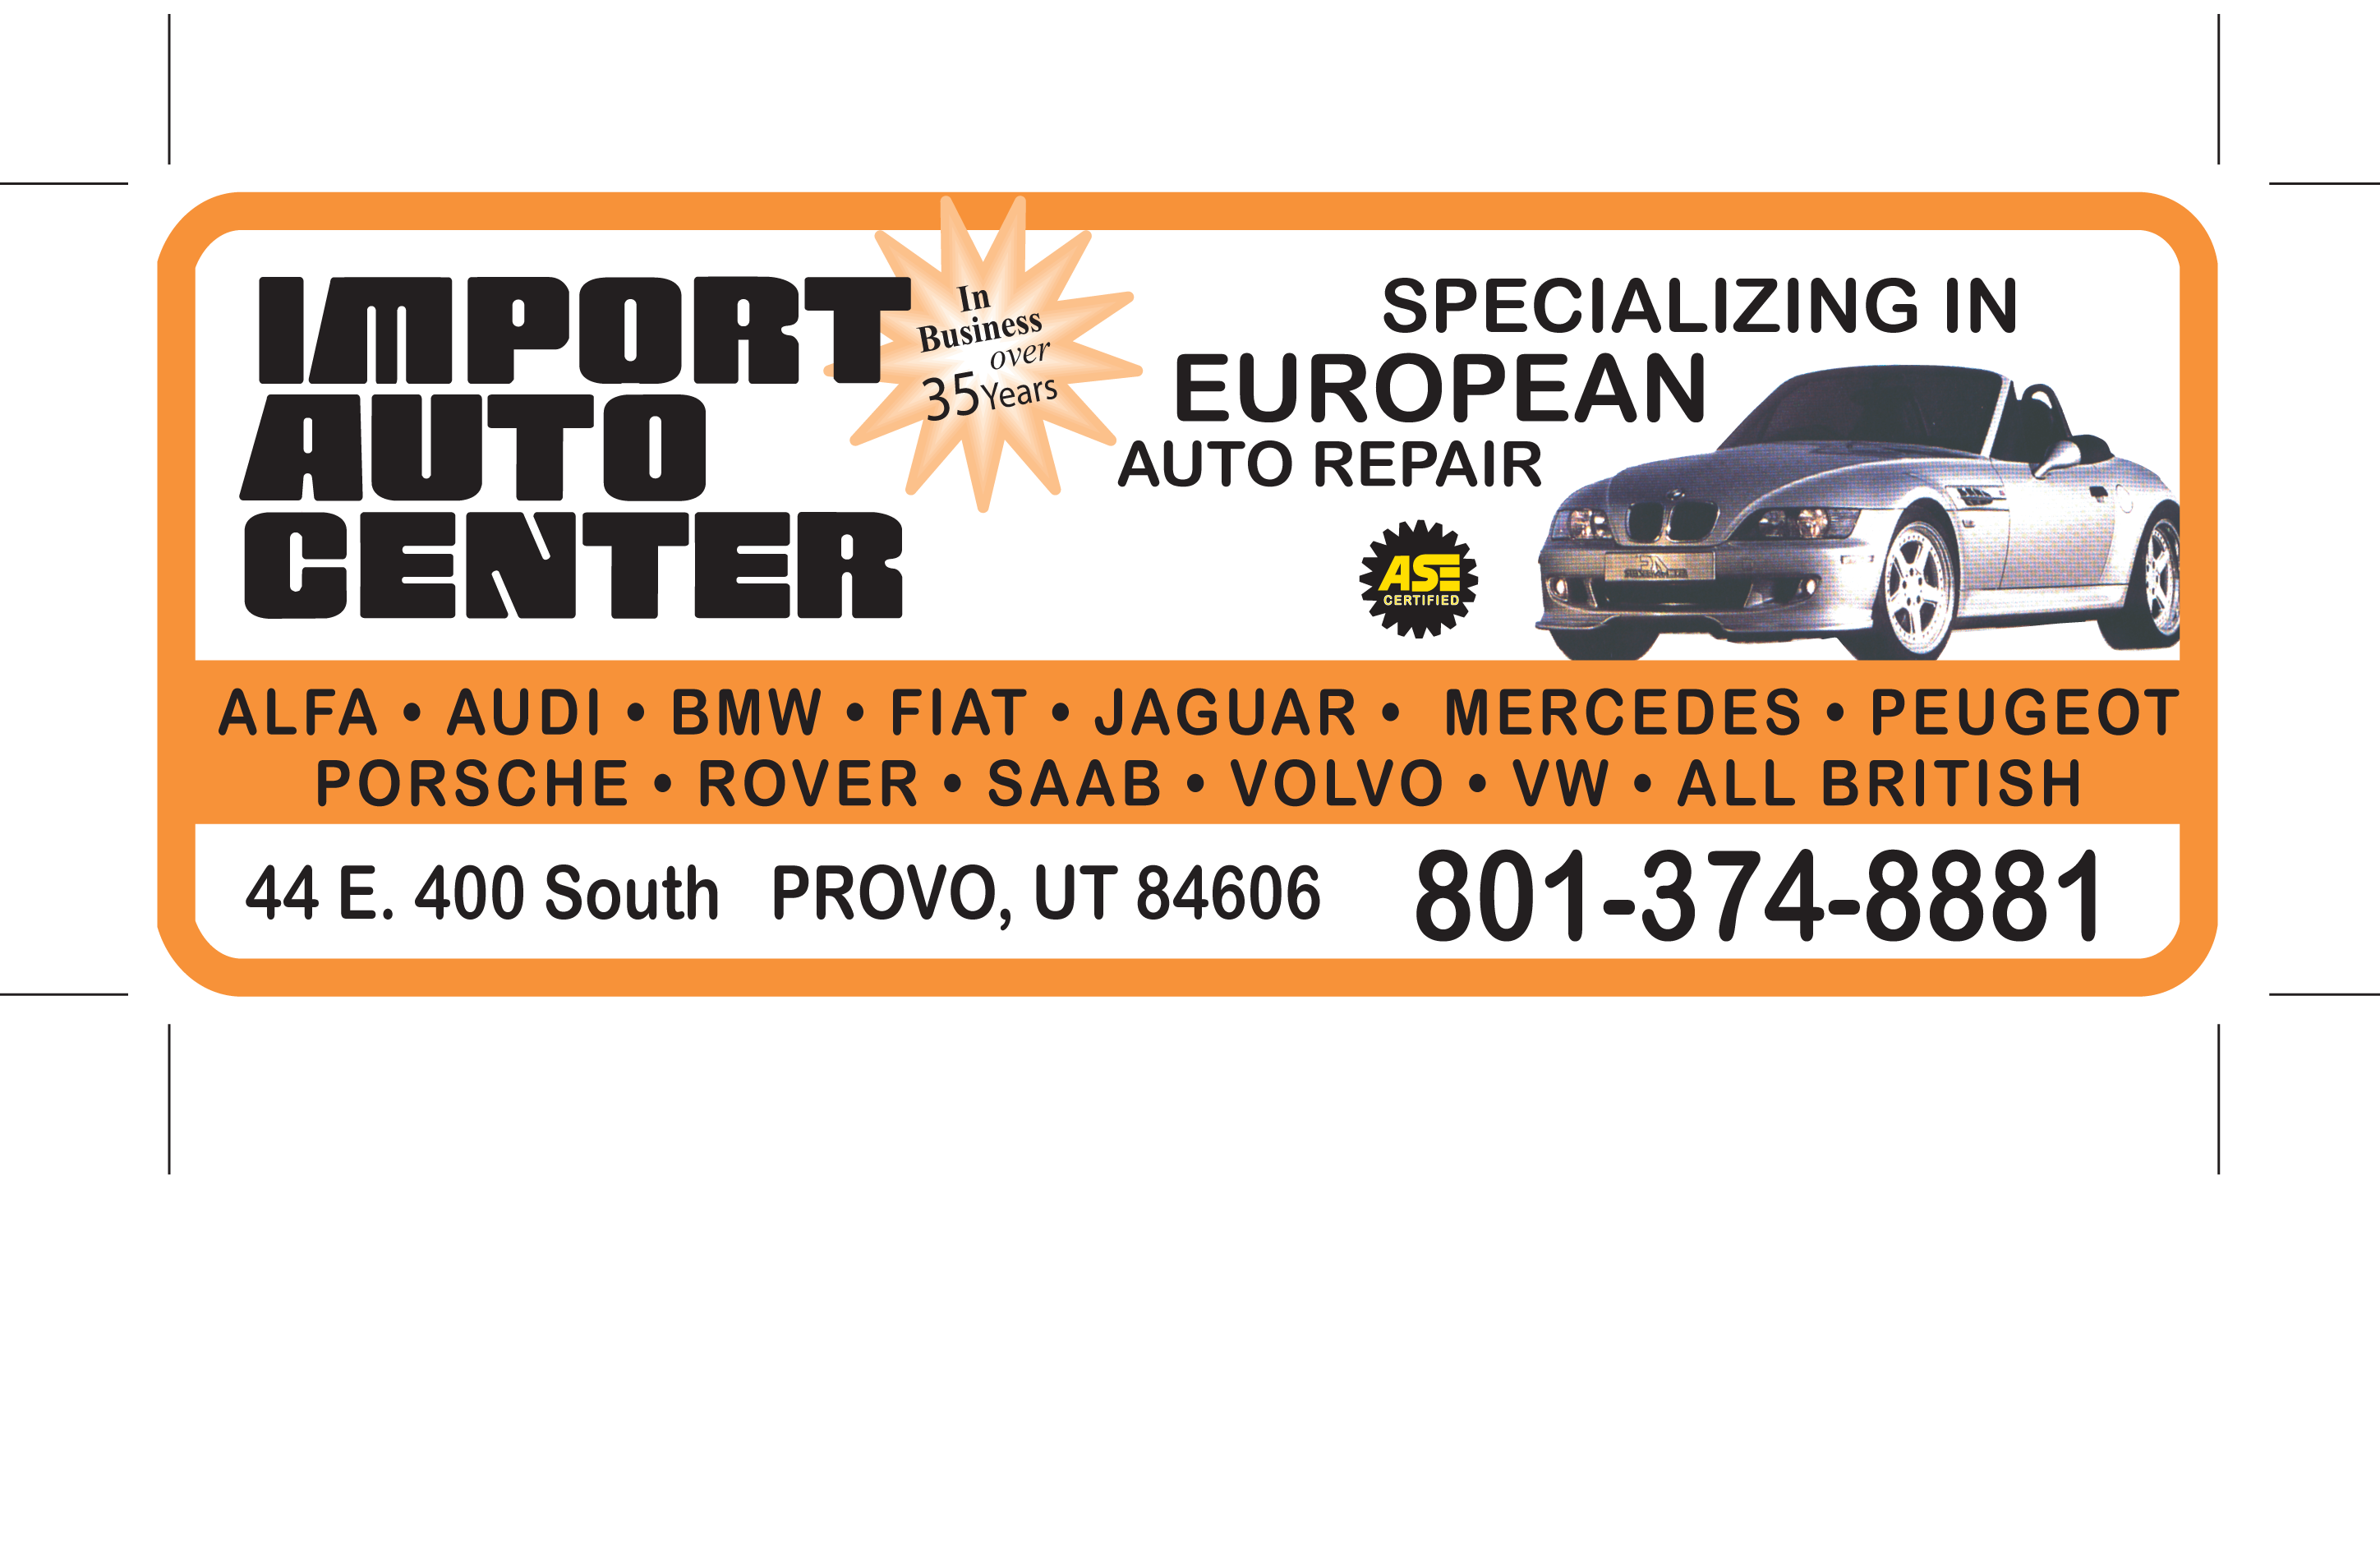 IMPORT
AUTO
CENTER
In
Business
over
35 Years
SPECIALIZING IN
EUROPEAN
AUTO REPAIR
ASE
CERTIFIED
ALFA • AUDI • BMW • FIAT • JAGUAR • MERCEDES • PEUGEOT
PORSCHE • ROVER • SAAB • VOLVO • VW • ALL BRITISH
44 E. 400 South PROVO, UT 84606 801-374-8881